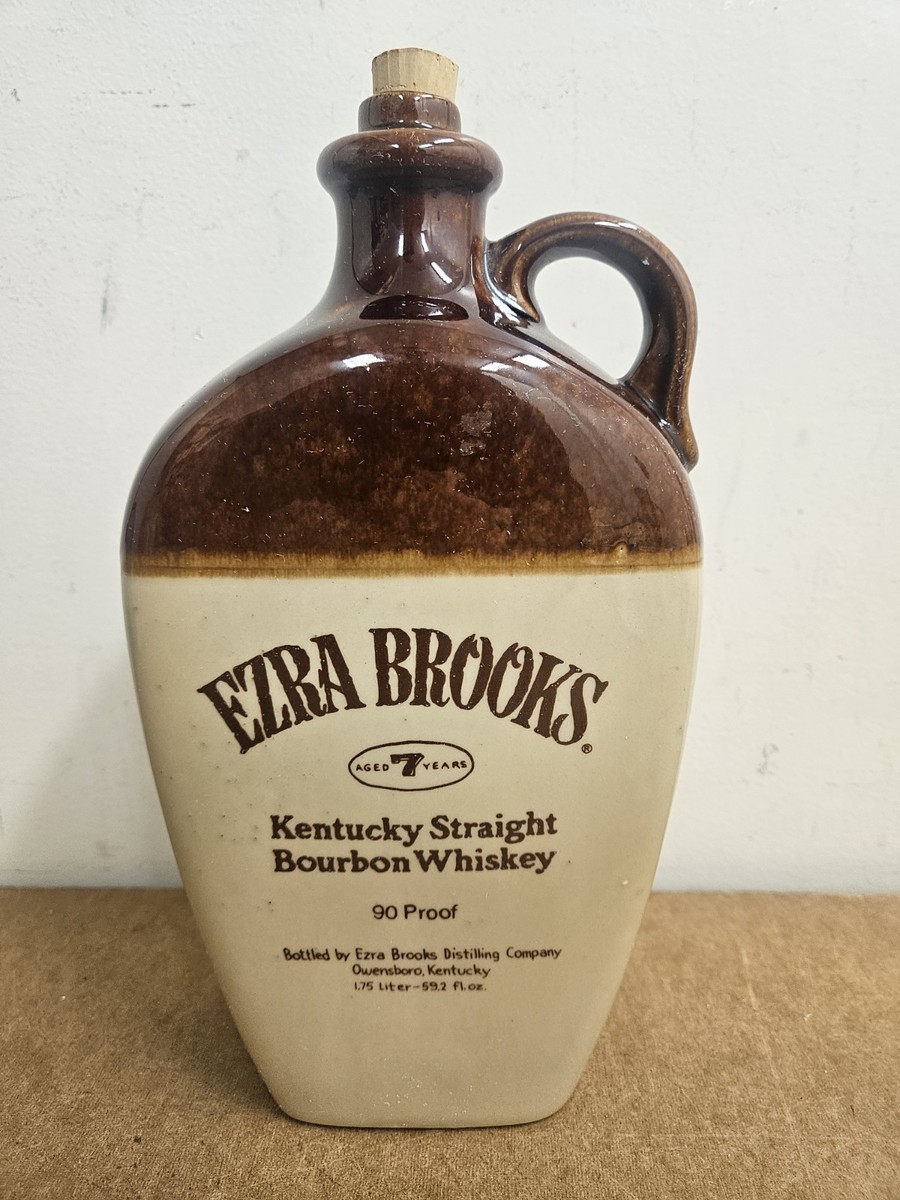 EZRA BROOKS®
AGED 7 YEARS
Kentucky Straight
Bourbon Whiskey
90 Proof
Bottled by Ezra Brooks Distilling Company
Owensboro, Kentucky
1.75 Liter-59.2 fl.oz.